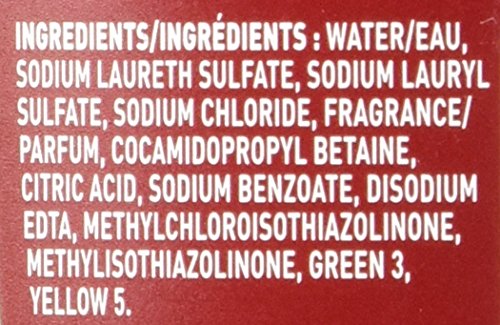 INGREDIENTS/INGRÉDIENTS : WATER/EAU,
SODIUM LAURETH SULFATE, SODIUM LAURYL
SULFATE, SODIUM CHLORIDE, FRAGRANCE/
PARFUM, COCAMIDOPROPYL BETAINE,
CITRIC ACID, SODIUM BENZOATE, DISODIUM
EDTA, METHYLCHLOROISOTHIAZOLINONE,
METHYLISOTHIAZOLINONE, GREEN 3,
YELLOW 5.